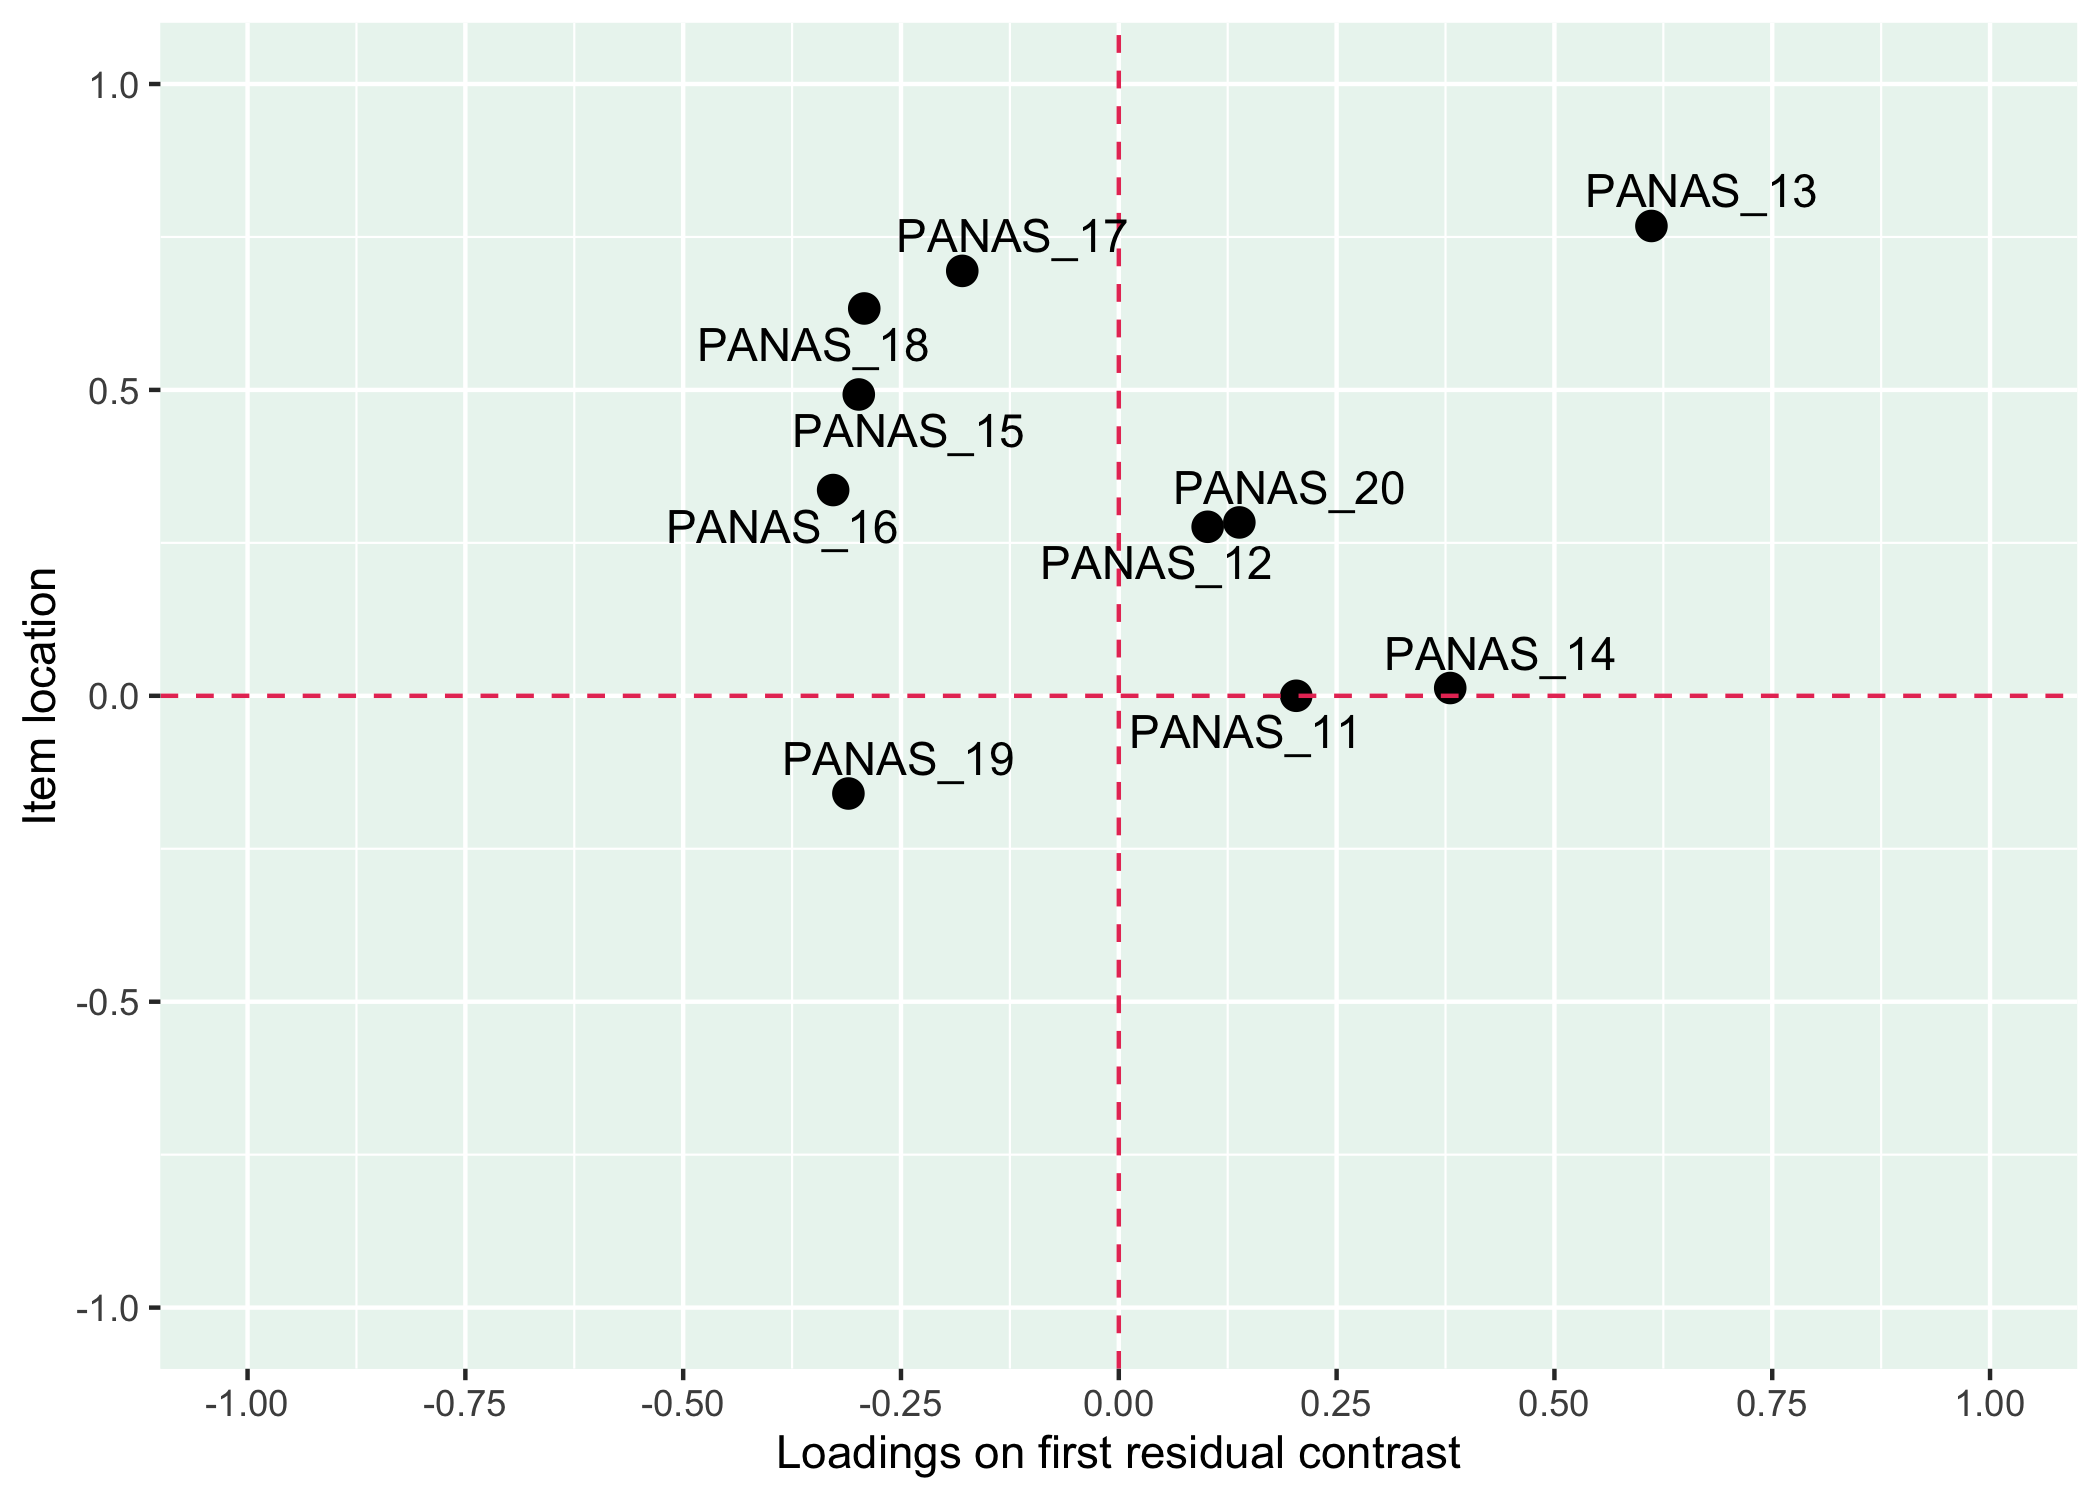 Item location
1.0
0.5
0.0
-0.5
-1.0
PANAS_13
PANAS_17
PANAS_18
PANAS_15
PANAS_20
PANAS_16
PANAS_12
PANAS_14
PANAS_11
PANAS_19
-1.00
-0.75
-0.50
-0.25
0.00
0.25
0.50
0.75
1.00
Loadings on first residual contrast